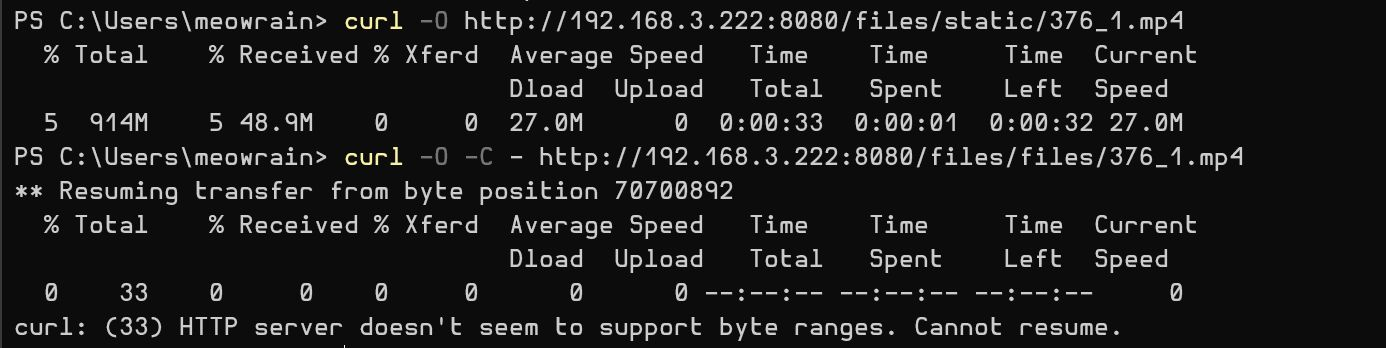 PS C:\Users\meowrain> curl -O http://192.168.3.222:8080/files/static/376_1.mp4
  % Total    % Received % Xferd  Average Speed   Time    Time     Time  Current
                                 Dload  Upload   Total   Spent    Left  Speed
  5  914M    5 48.9M    0     0  27.0M      0  0:00:33  0:00:01  0:00:32 27.0M
PS C:\Users\meowrain> curl -O -C - http://192.168.3.222:8080/files/files/376_1.mp4
** Resuming transfer from byte position 70700892
  % Total    % Received % Xferd  Average Speed   Time    Time     Time  Current
                                 Dload  Upload   Total   Spent    Left  Speed
  0    33    0     0    0     0      0      0 --:--:-- --:--:-- --:--:--     0
curl: (33) HTTP server doesn't seem to support byte ranges. Cannot resume.